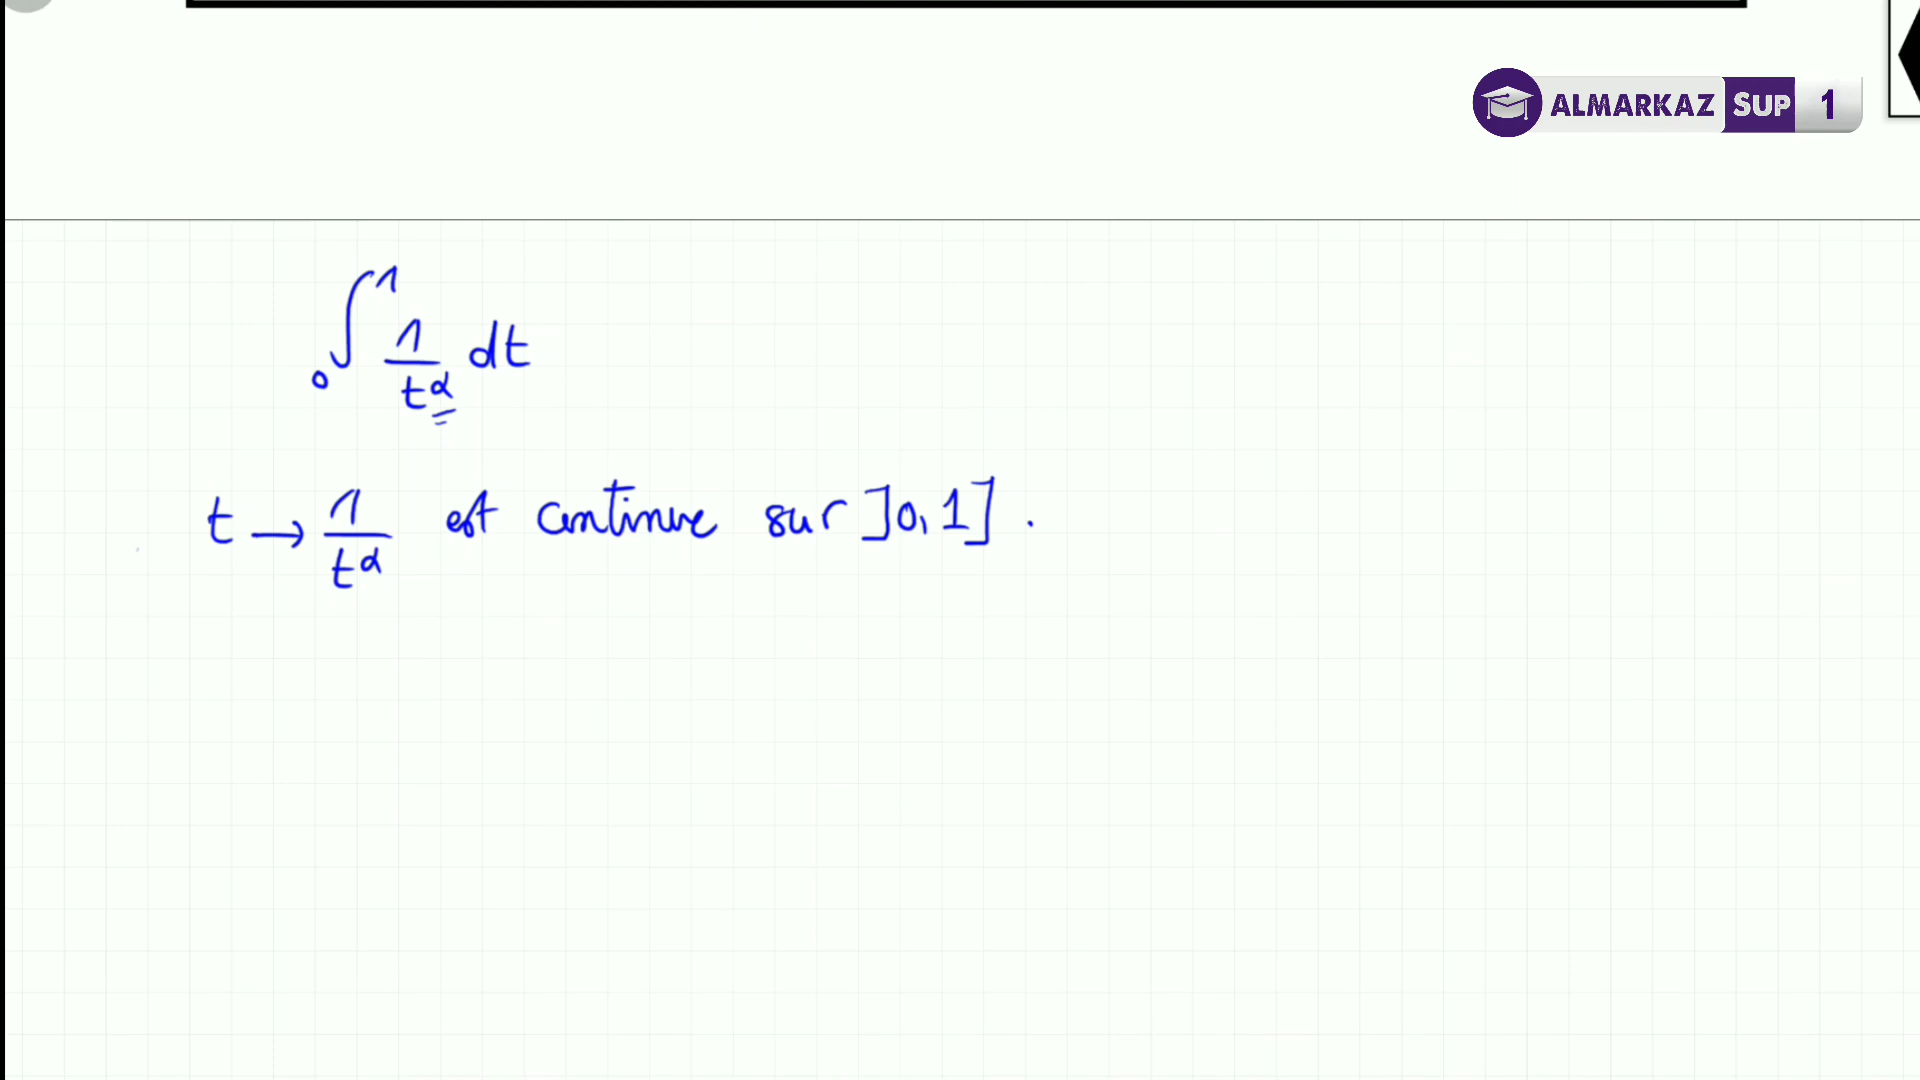 ALMARKAZ SUP 1
∫₀¹ 1/t^α dt
t → 1/t^α est continue sur ]0, 1] .